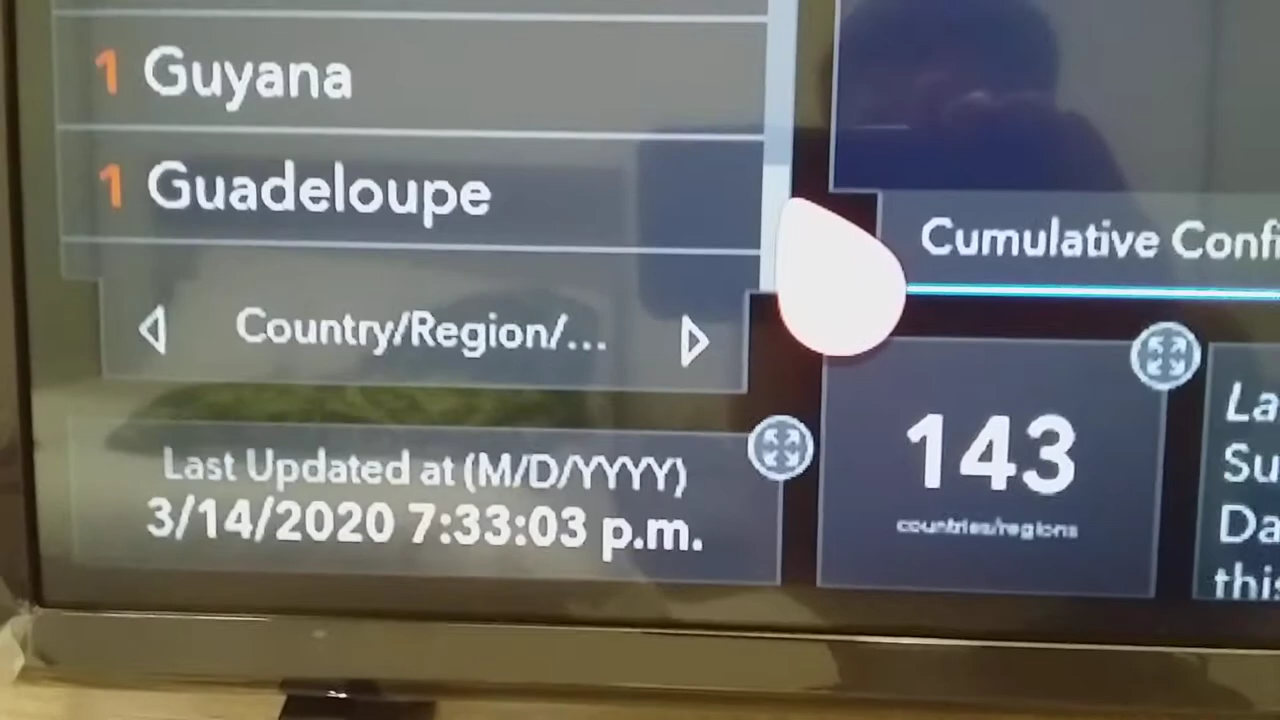 1 Guyana
1 Guadeloupe
Country/Region/...
Last Updated at (M/D/YYYY)
3/14/2020 7:33:03 p.m.
Cumulative Confi
143
countries/regions
La
Su
Da
this